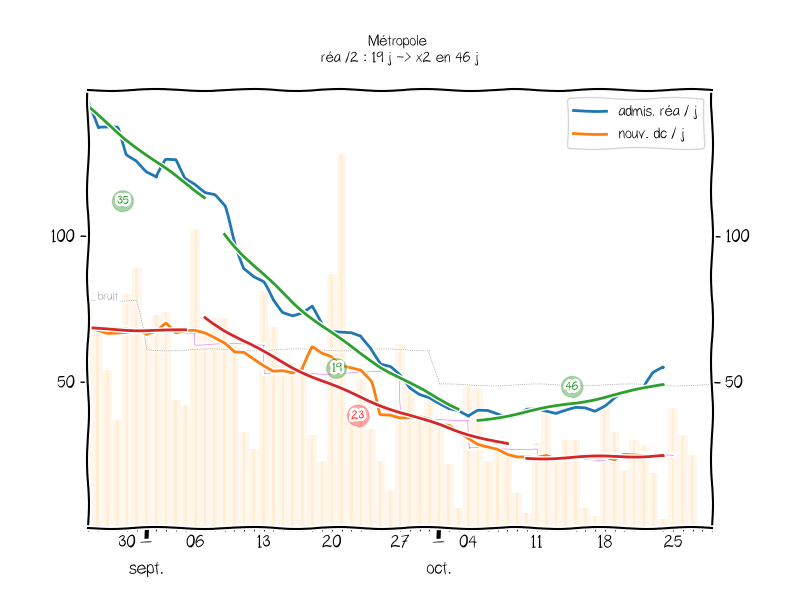 Métropole
réa /2 : 19 j -> x2 en 46 j
admis. réa / j
nouv. dc / j
35
100
100
bruit
19
46
50
50
23
30
06
13
20
27
04
11
18
25
sept.
oct.